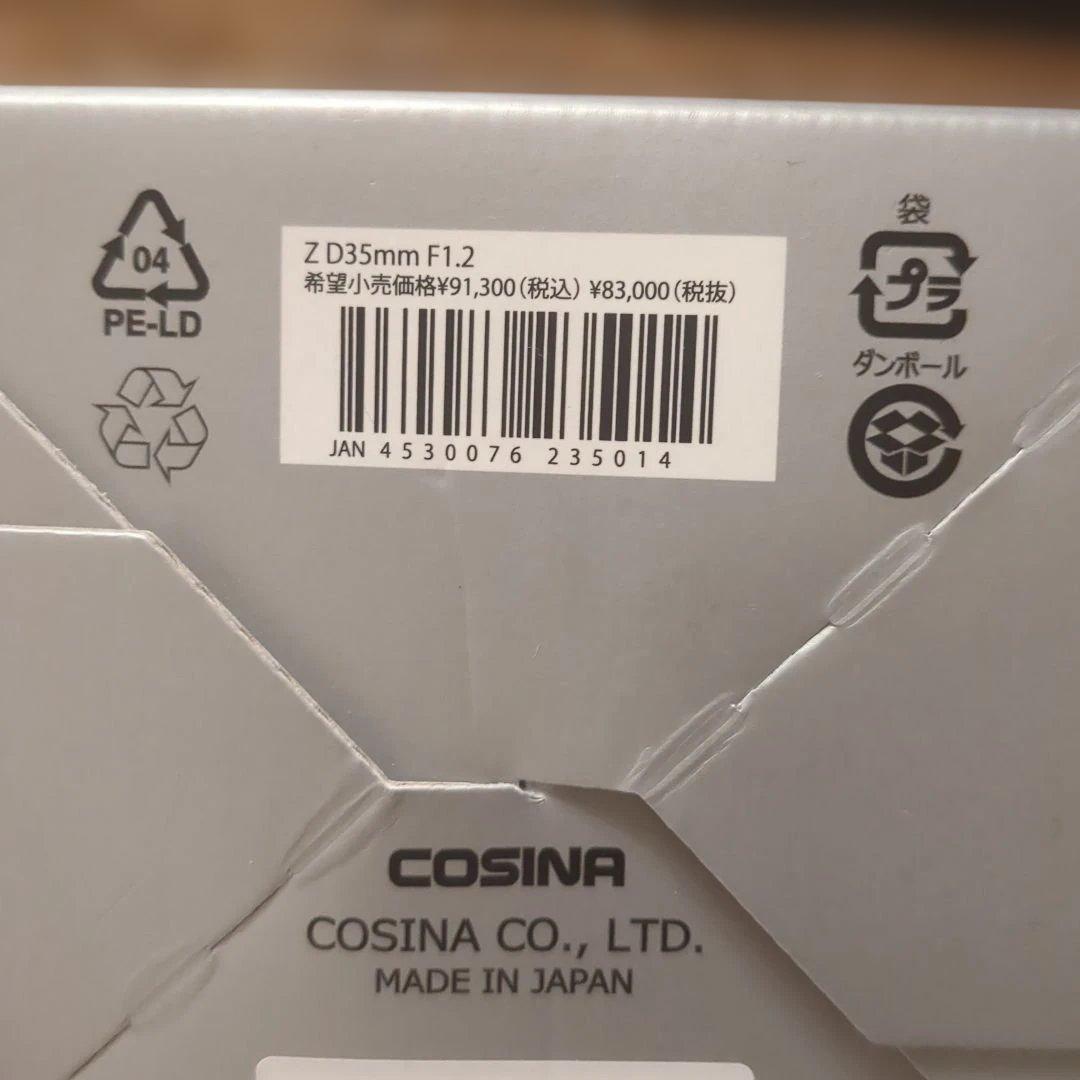 04
PE-LD
Z D35mm F1.2
希望小売価格¥91,300(税込) ¥83,000(税抜)
JAN 4530076 235014
袋
プラ
ダンボール
COSINA
COSINA CO., LTD.
MADE IN JAPAN